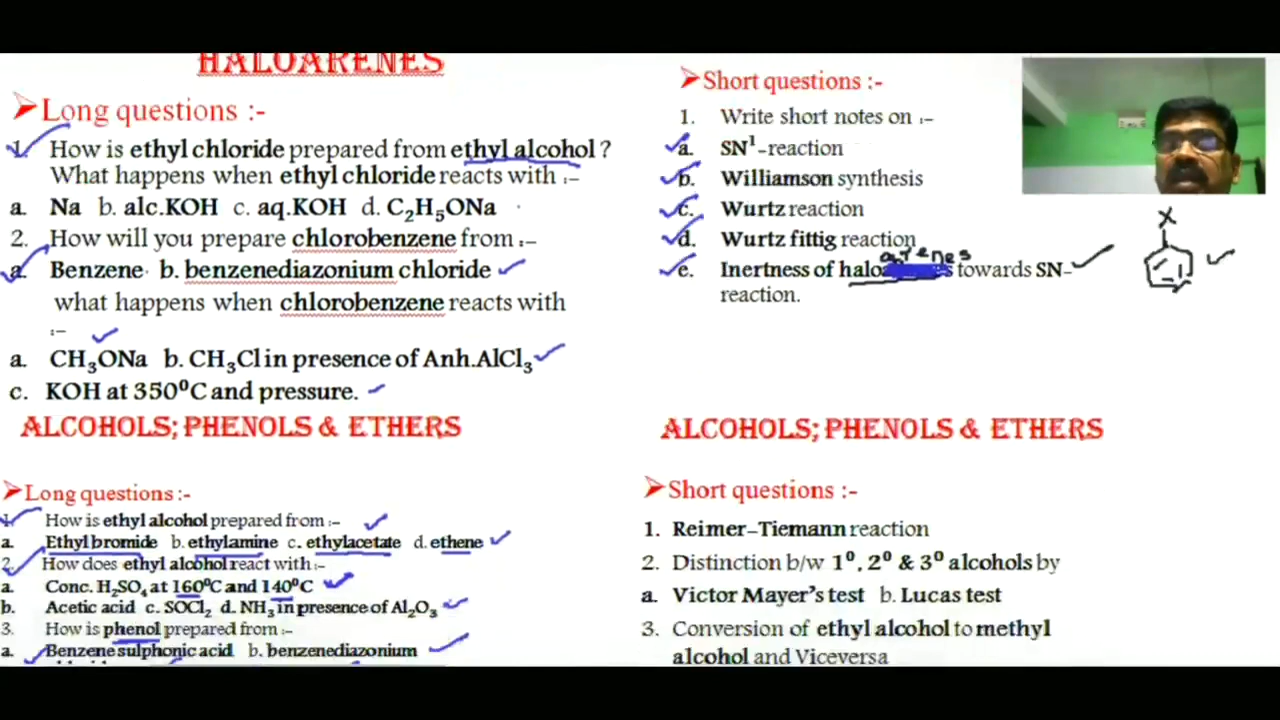 HALOARENES
➤Long questions :-
1. How is ethyl chloride prepared from ethyl alcohol ?
What happens when ethyl chloride reacts with :-
a. Na b. alc.KOH c. aq.KOH d. C₂H₅ONa
2. How will you prepare chlorobenzene from :-
a. Benzene b. benzenediazonium chloride
what happens when chlorobenzene reacts with
:-
a. CH₃ONa b. CH₃Cl in presence of Anh.AlCl₃
c. KOH at 350⁰C and pressure.
➤Short questions :-
1. Write short notes on :-
a. SN¹-reaction
b. Williamson synthesis
c. Wurtz reaction
d. Wurtz fittig reaction
arenes
e. Inertness of halo towards SN-
reaction.
X
ALCOHOLS; PHENOLS & ETHERS
➤Long questions :-
1. How is ethyl alcohol prepared from :-
a. Ethyl bromide b. ethylamine c. ethylacetate d. ethene
2. How does ethyl alcohol react with :-
a. Conc. H₂SO₄ at 160⁰C and 140⁰C
b. Acetic acid c. SOCl₂ d. NH₃ in presence of Al₂O₃
3. How is phenol prepared from :-
a. Benzene sulphonic acid b. benzenediazonium
ALCOHOLS; PHENOLS & ETHERS
➤Short questions :-
1. Reimer-Tiemann reaction
2. Distinction b/w 1⁰, 2⁰ & 3⁰ alcohols by
a. Victor Mayer's test b. Lucas test
3. Conversion of ethyl alcohol to methyl
alcohol and Viceversa